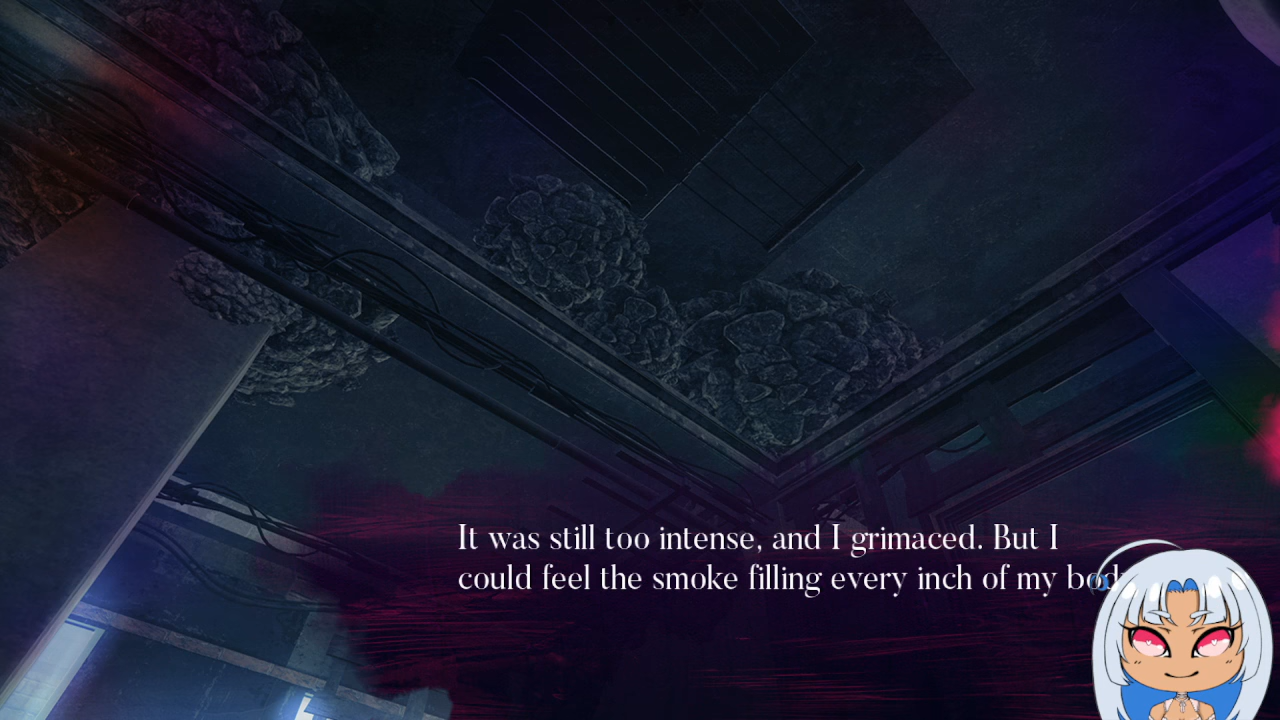 It was still too intense, and I grimaced. But I
could feel the smoke filling every inch of my